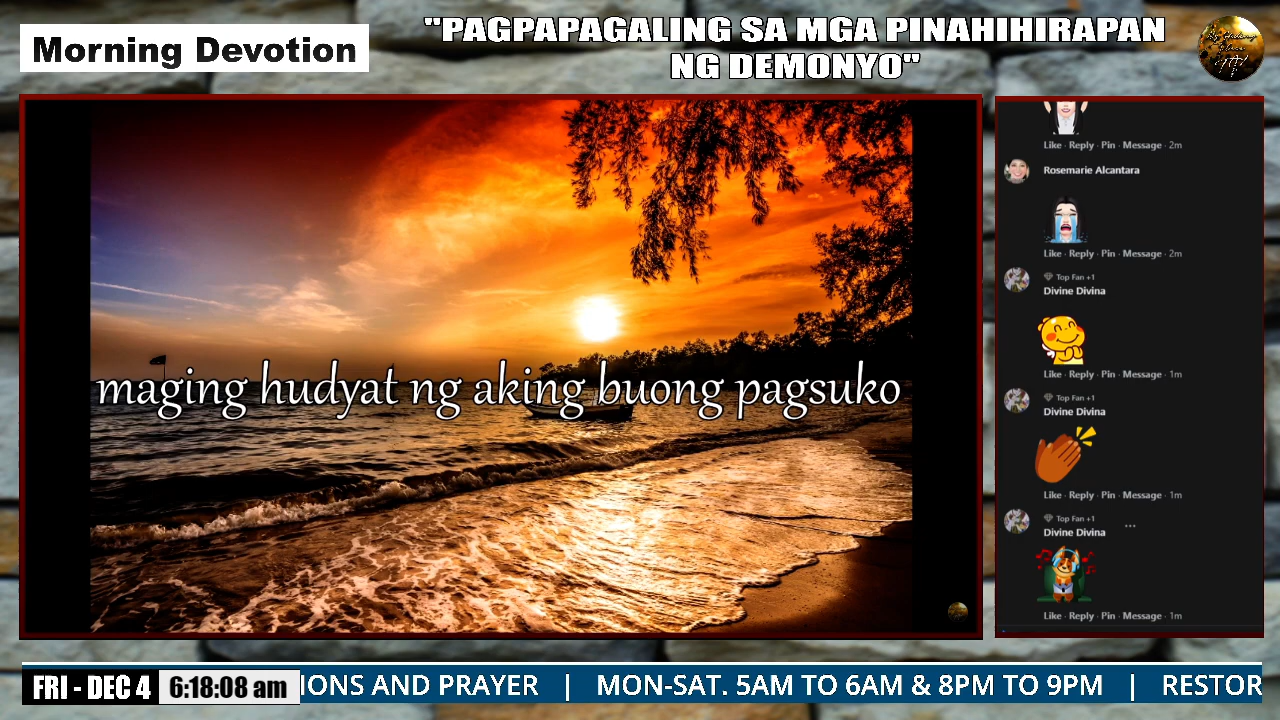 Morning Devotion
"PAGPAPAGALING SA MGA PINAHIHIRAPAN
NG DEMONYO"
maging hudyat ng aking buong pagsuko
Like · Reply · Pin · Message · 2m
Rosemarie Alcantara
Like · Reply · Pin · Message · 2m
Top Fan +1
Divine Divina
Like · Reply · Pin · Message · 1m
Top Fan +1
Divine Divina
Like · Reply · Pin · Message · 1m
Top Fan +1
Divine Divina
Like · Reply · Pin · Message · 1m
FRI - DEC 4 6:18:08 am IONS AND PRAYER | MON-SAT. 5AM TO 6AM & 8PM TO 9PM | RESTOR